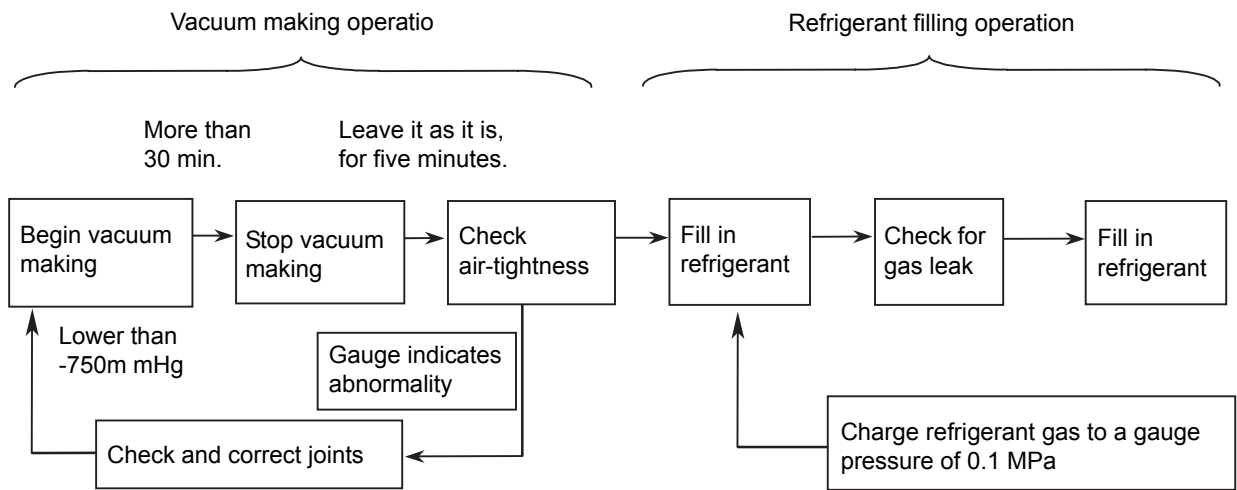 Vacuum making operatio
Refrigerant filling operation
More than
30 min.
Leave it as it is,
for five minutes.
Begin vacuum
making
Stop vacuum
making
Check
air-tightness
Fill in
refrigerant
Check for
gas leak
Fill in
refrigerant
Lower than
-750m mHg
Gauge indicates
abnormality
Check and correct joints
Charge refrigerant gas to a gauge
pressure of 0.1 MPa